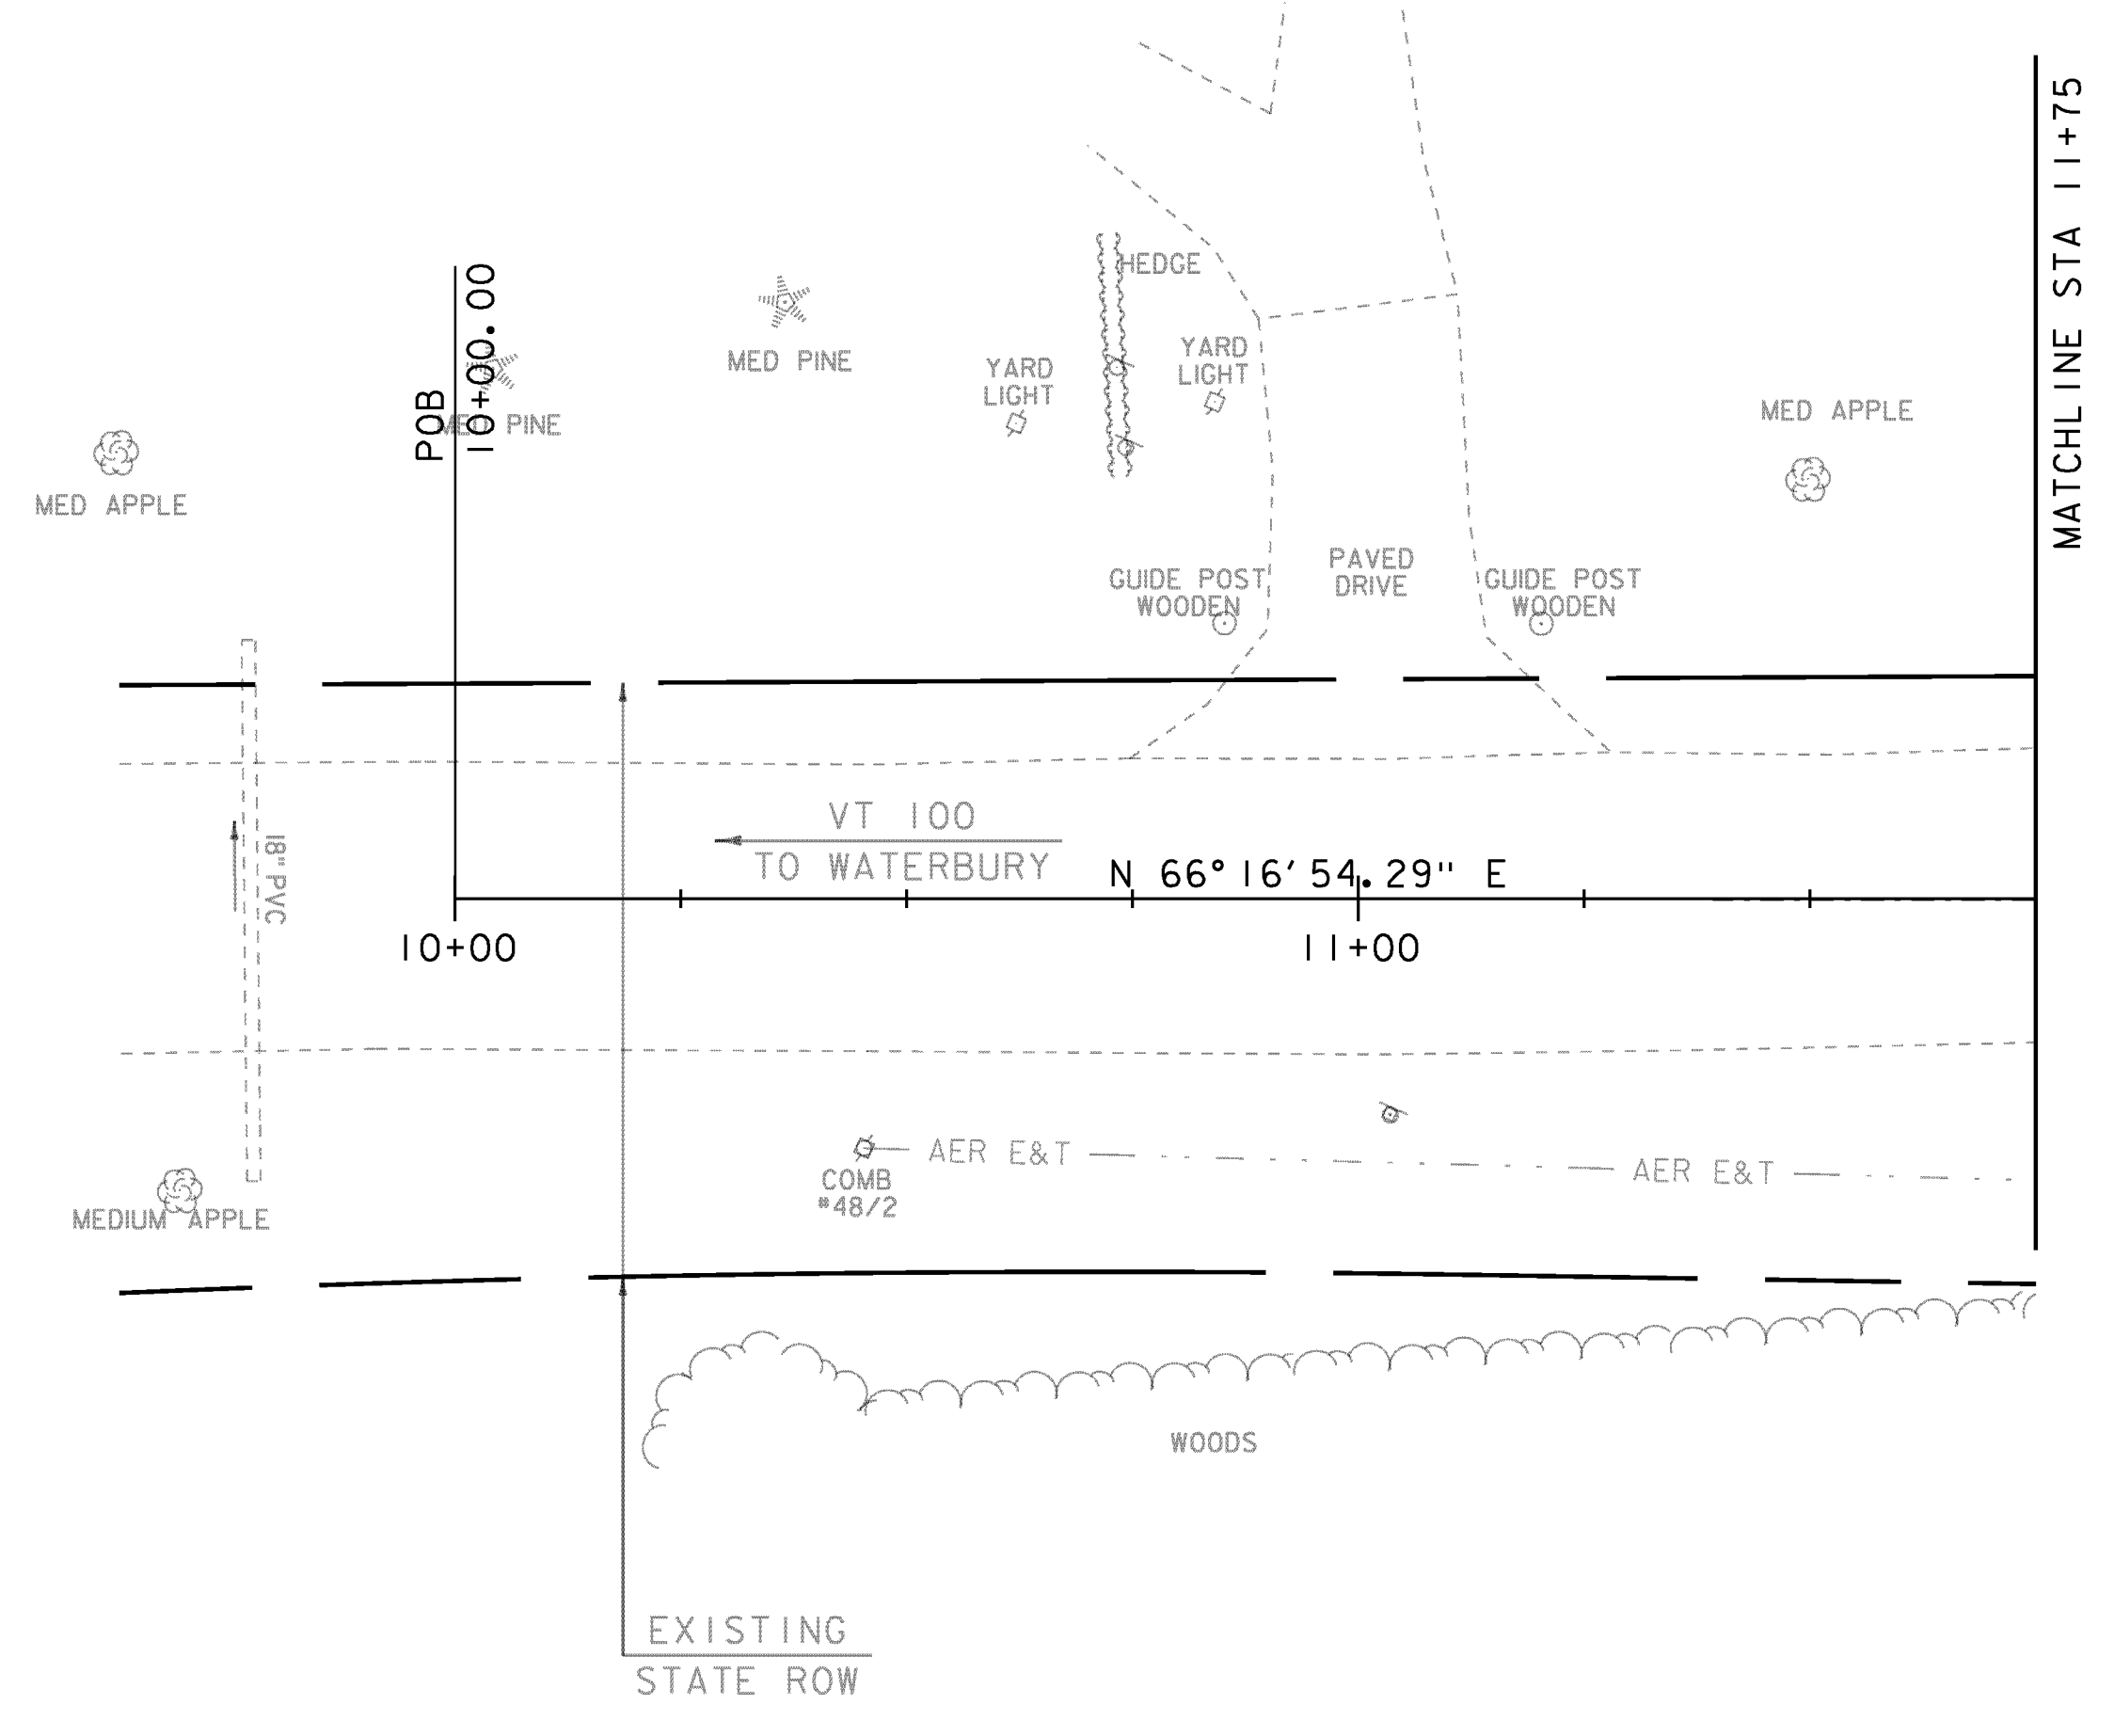 MATCHLINE STA 11+75
HEDGE
POB
10+00.00
MED PINE
MED PINE
YARD
LIGHT
YARD
LIGHT
MED APPLE
MED APPLE
GUIDE POST
WOODEN
PAVED
DRIVE
GUIDE POST
WOODEN
VT 100
TO WATERBURY
N 66°16'54.29" E
18" PVC
10+00
11+00
AER E&T
AER E&T
COMB
#48/2
MEDIUM APPLE
WOODS
EXISTING
STATE ROW